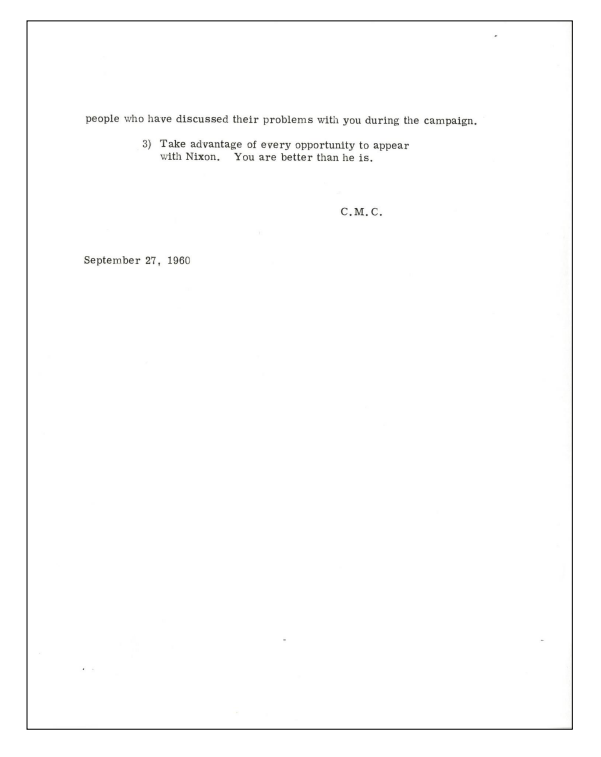 people who have discussed their problems with you during the campaign.
3) Take advantage of every opportunity to appear
with Nixon. You are better than he is.
C.M.C.
September 27, 1960